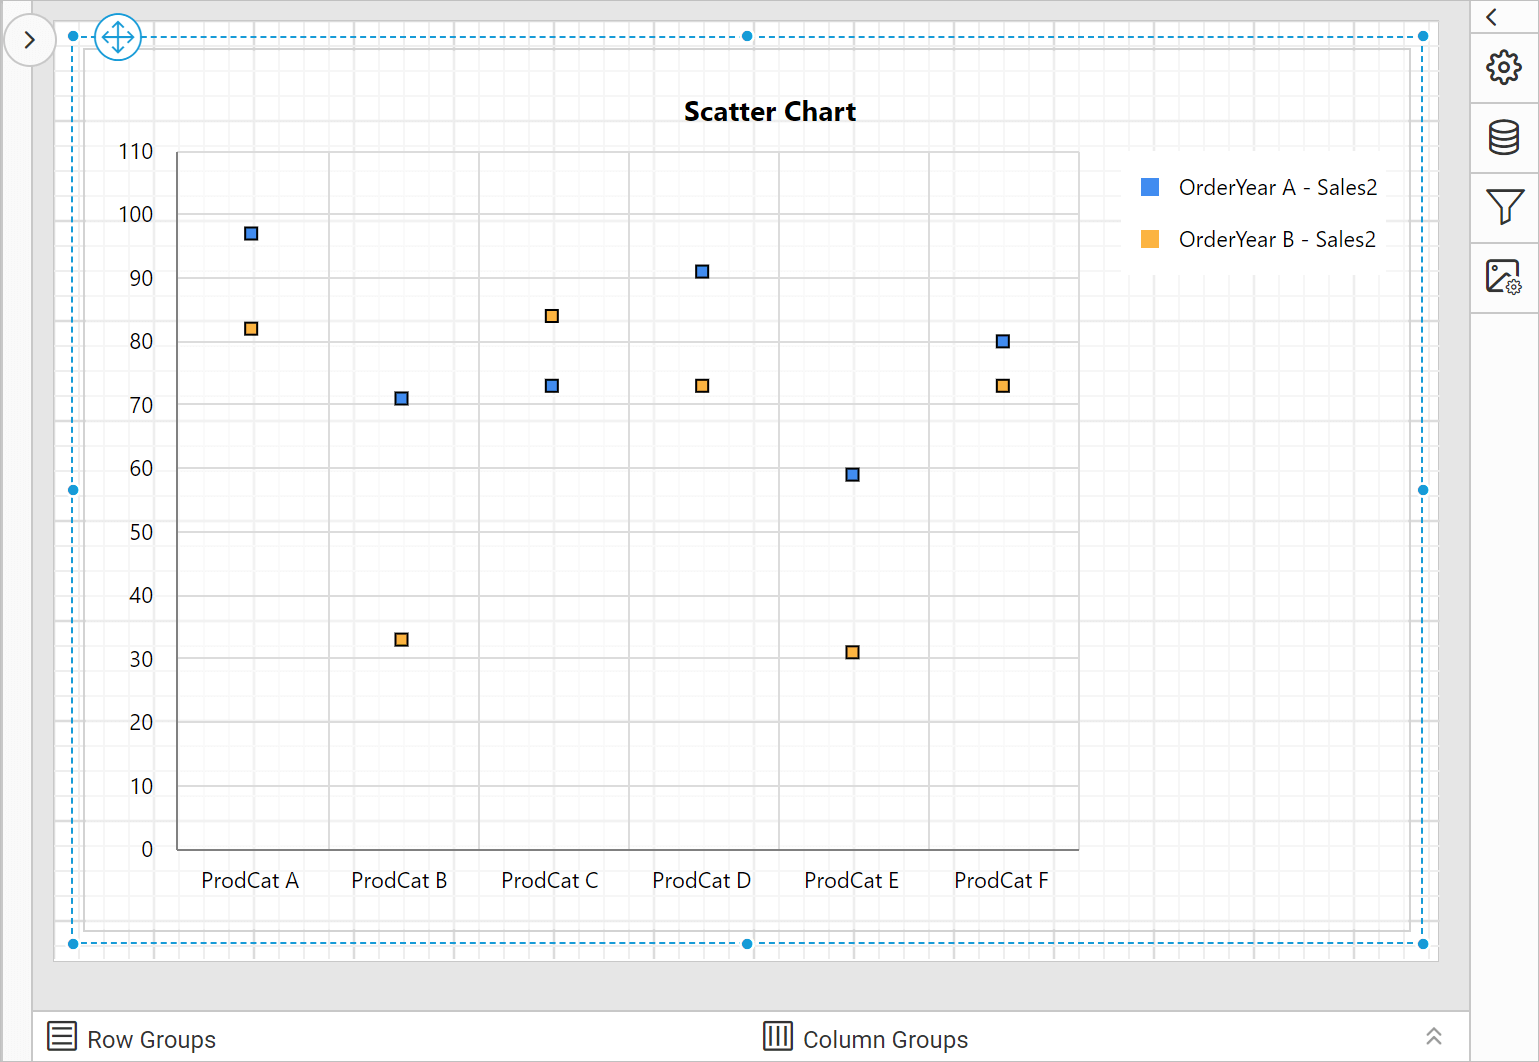 Scatter Chart
110
100
90
80
70
60
50
40
30
20
10
0
ProdCat A
ProdCat B
ProdCat C
ProdCat D
ProdCat E
ProdCat F
OrderYear A - Sales2
OrderYear B - Sales2
Row Groups
Column Groups